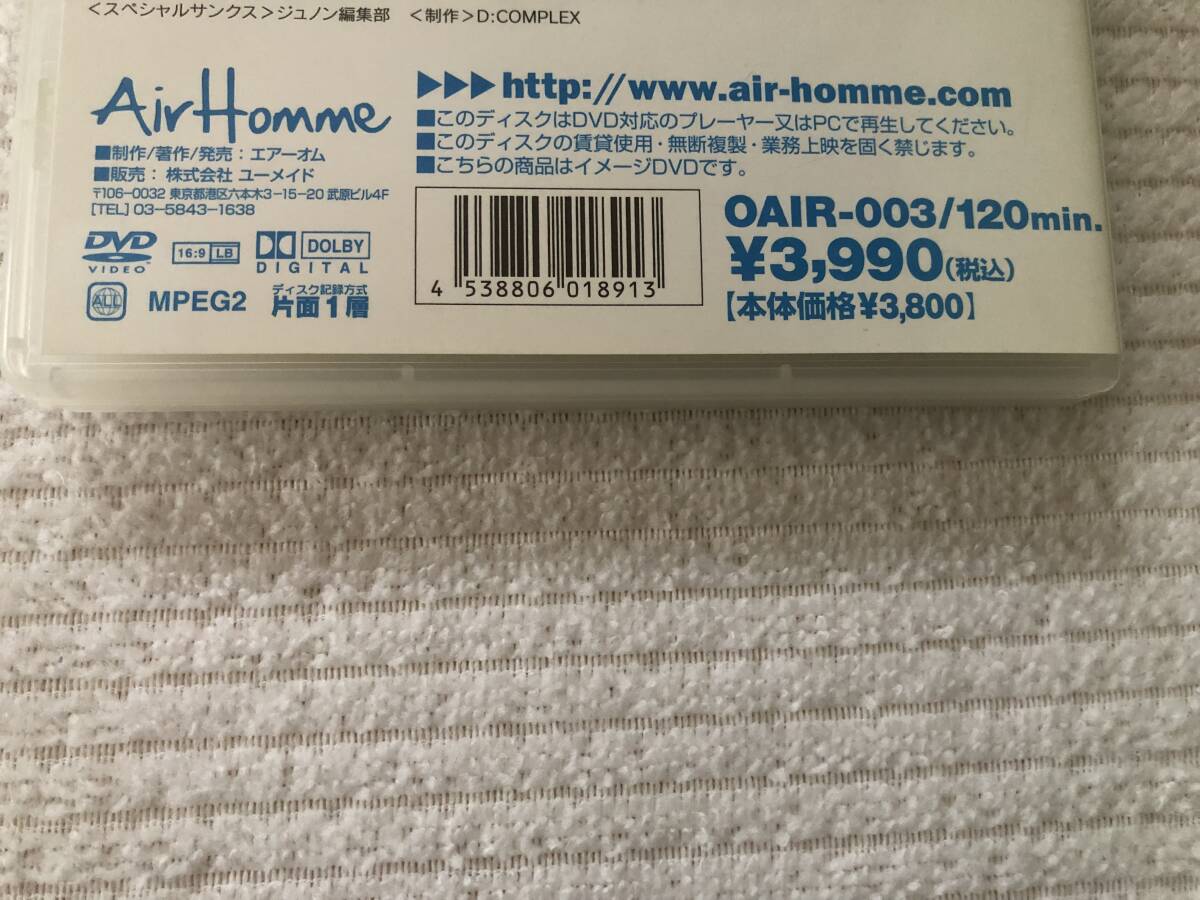 ＜スペシャルサンクス＞ジュノン編集部　＜制作＞D:COMPLEX
AirHomme
■制作/著作/発売：エアーオム
■販売：株式会社 ユーメイド
〒106-0032 東京都港区六本木3-15-20 武原ビル4F
[TEL] 03-5843-1638
DVD VIDEO
16:9 LB
DOLBY DIGITAL
ALL
MPEG2
ディスク記録方式
片面1層
▶▶▶http://www.air-homme.com
■このディスクはDVD対応のプレーヤー又はPCで再生してください。
■このディスクの賃貸使用・無断複製・業務上映を固く禁じます。
■こちらの商品はイメージDVDです。
4 538806 018913
OAIR-003/120min.
¥3,990(税込)
【本体価格¥3,800】